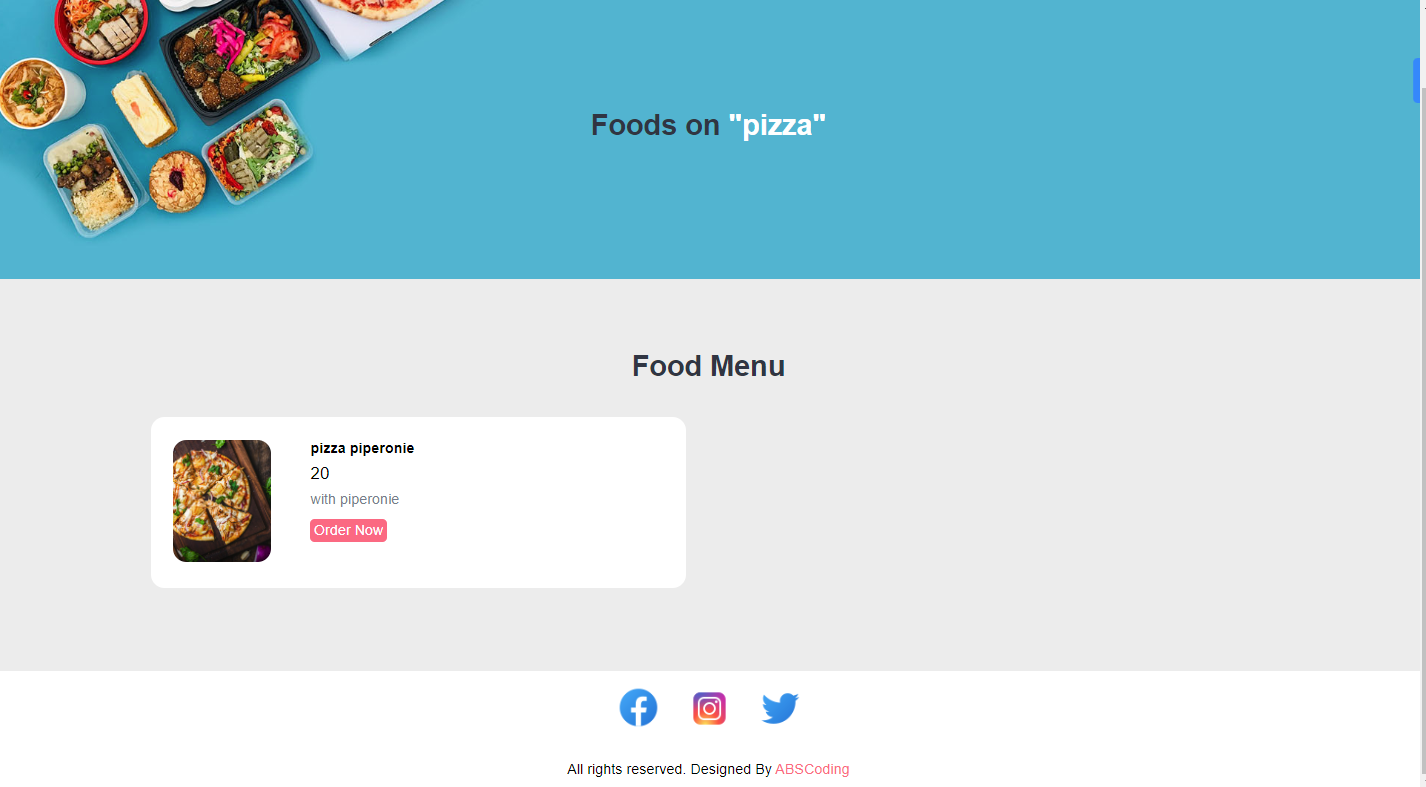 Foods on "pizza"
Food Menu
pizza piperonie
20
with piperonie
Order Now
All rights reserved. Designed By ABSCoding